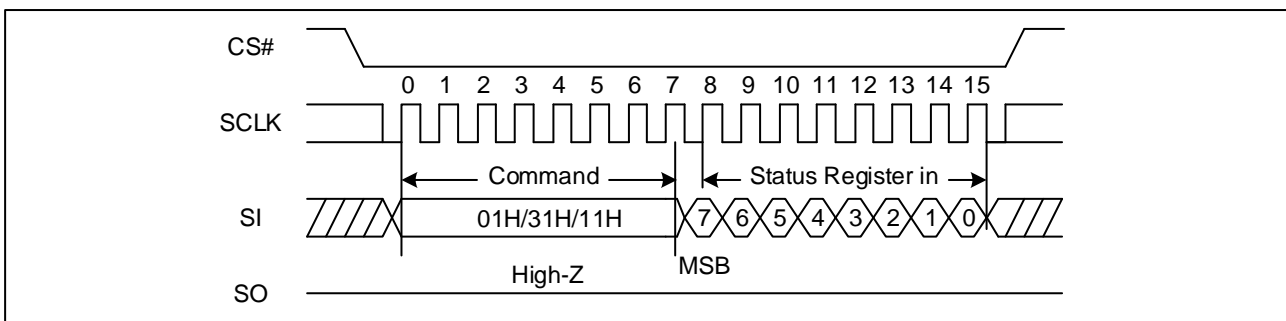 CS#
0 1 2 3 4 5 6 7 8 9 10 11 12 13 14 15
SCLK
Command Status Register in
SI 01H/31H/11H 7 6 5 4 3 2 1 0
High-Z MSB
SO